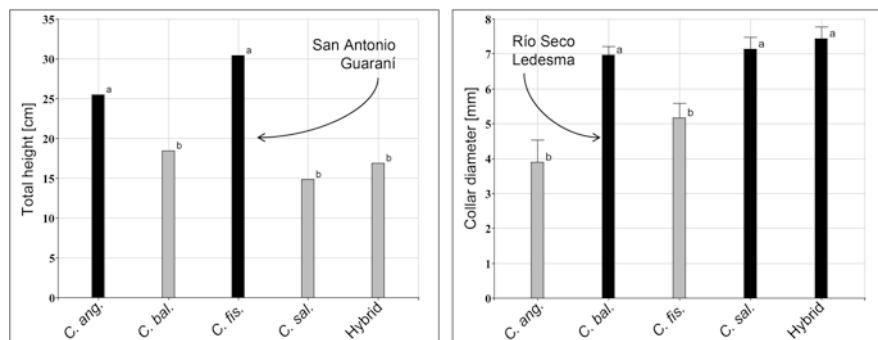 35
30
25
20
15
10
5
0
Total height [cm]
San Antonio
Guaraní
a
b
a
b
b
C. ang.
C. bal.
C. fis.
C. sal.
Hybrid
8
7
6
5
4
3
2
1
0
Collar diameter [mm]
Río Seco
Ledesma
b
a
b
a
a
C. ang.
C. bal.
C. fis.
C. sal.
Hybrid